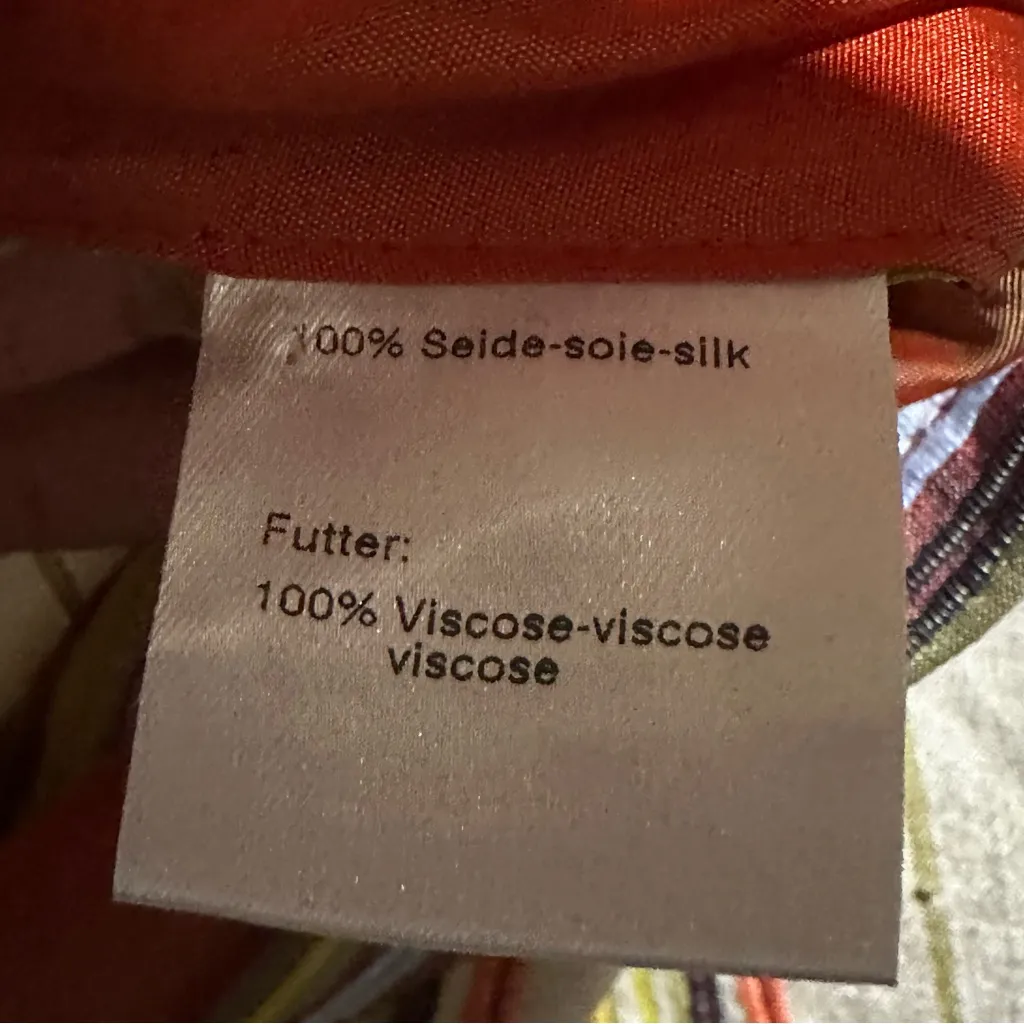 100% Seide-soie-silk
Futter:
100% Viscose-viscose
viscose